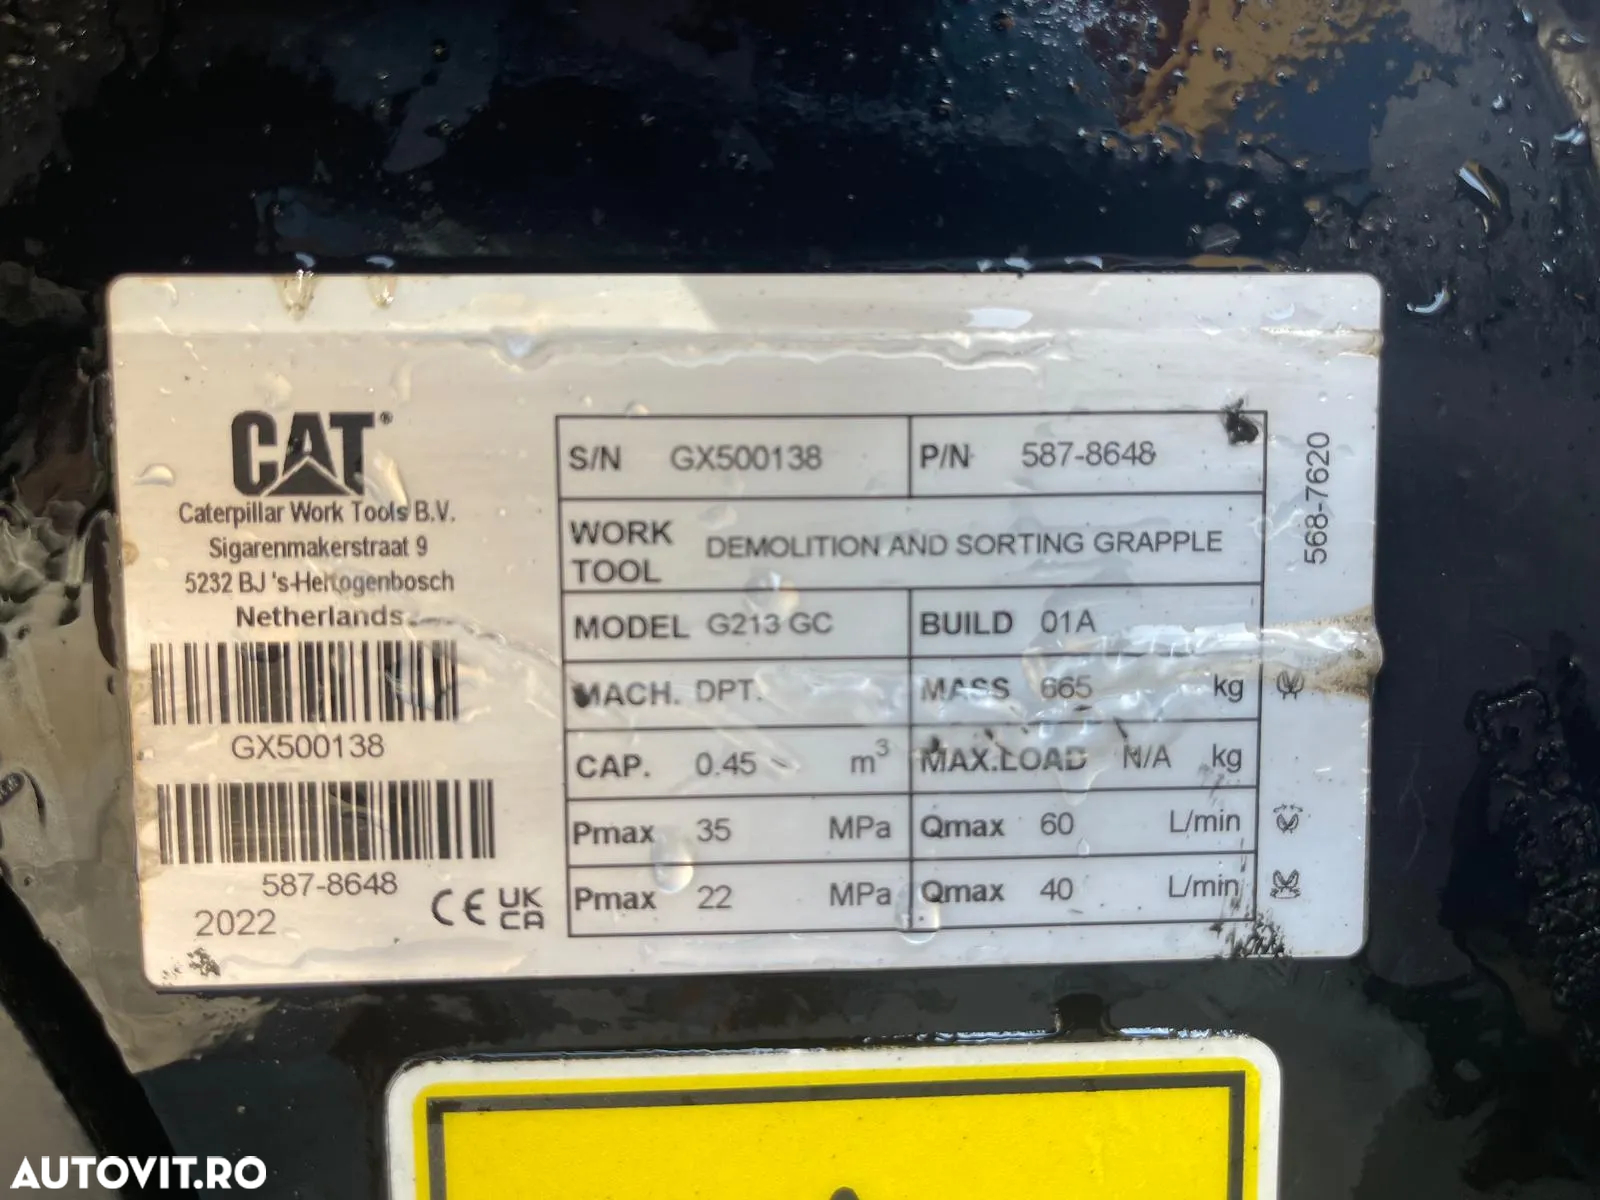 CAT®
Caterpillar Work Tools B.V.
Sigarenmakerstraat 9
5232 BJ 's-Hertogenbosch
Netherlands
GX500138
587-8648
2022
CE UK CA
S/N GX500138 P/N 587-8648
WORK TOOL DEMOLITION AND SORTING GRAPPLE
MODEL G213 GC BUILD 01A
MACH. DPT. MASS 665 kg
CAP. 0.45 m³ MAX.LOAD N/A kg
Pmax 35 MPa Qmax 60 L/min
Pmax 22 MPa Qmax 40 L/min
568-7620
AUTOVIT.RO